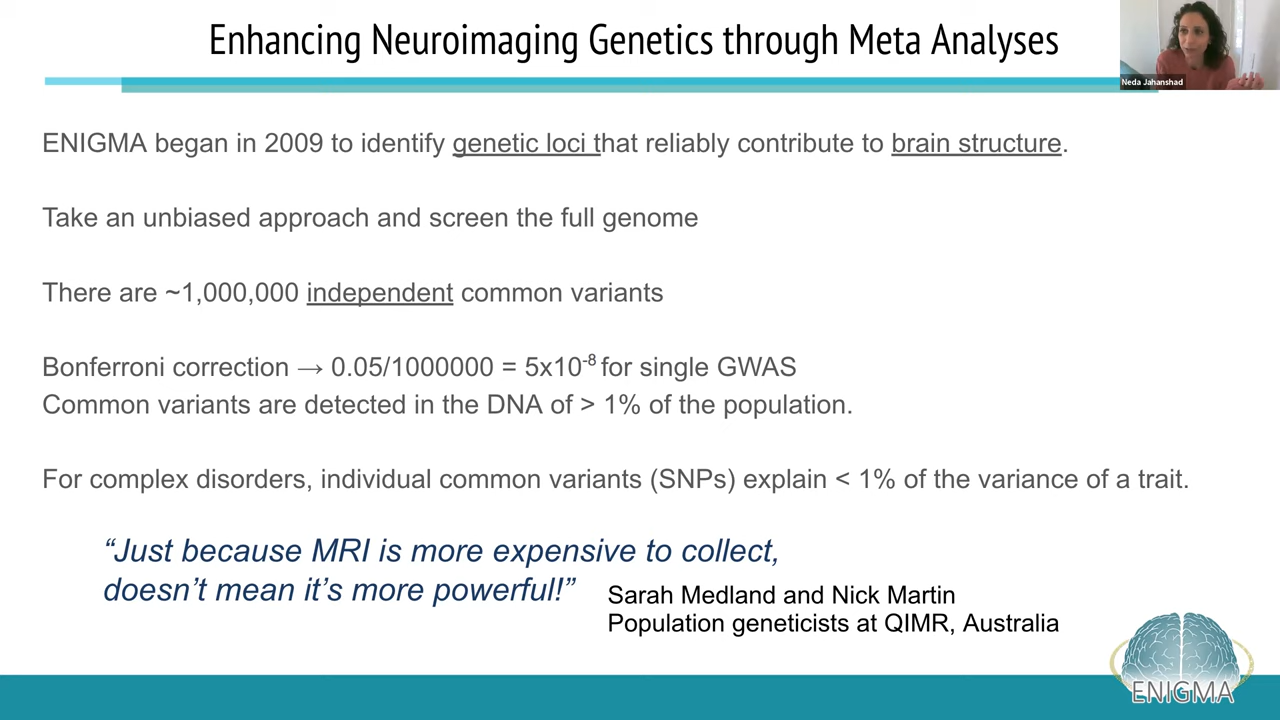 Enhancing Neuroimaging Genetics through Meta Analyses
Neda Jahanshad
ENIGMA began in 2009 to identify genetic loci that reliably contribute to brain structure.
Take an unbiased approach and screen the full genome
There are ~1,000,000 independent common variants
Bonferroni correction → 0.05/1000000 = 5x10⁻⁸ for single GWAS
Common variants are detected in the DNA of > 1% of the population.
For complex disorders, individual common variants (SNPs) explain < 1% of the variance of a trait.
“Just because MRI is more expensive to collect,
doesn’t mean it’s more powerful!”
Sarah Medland and Nick Martin
Population geneticists at QIMR, Australia
ENIGMA